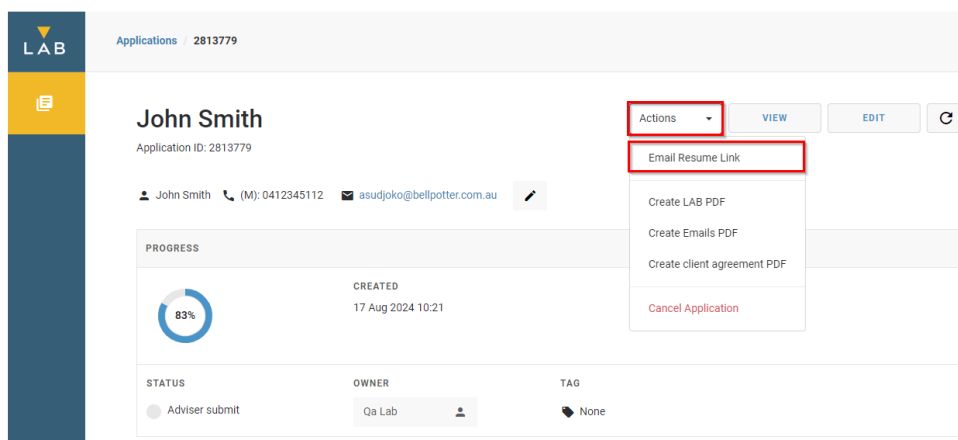 LAB
Applications / 2813779
John Smith
Application ID: 2813779
Actions
VIEW
EDIT
Email Resume Link
Create LAB PDF
Create Emails PDF
Create client agreement PDF
Cancel Application
John Smith
(M): 0412345112
asudjoko@bellpotter.com.au
PROGRESS
83%
CREATED
17 Aug 2024 10:21
STATUS
Adviser submit
OWNER
Qa Lab
TAG
None